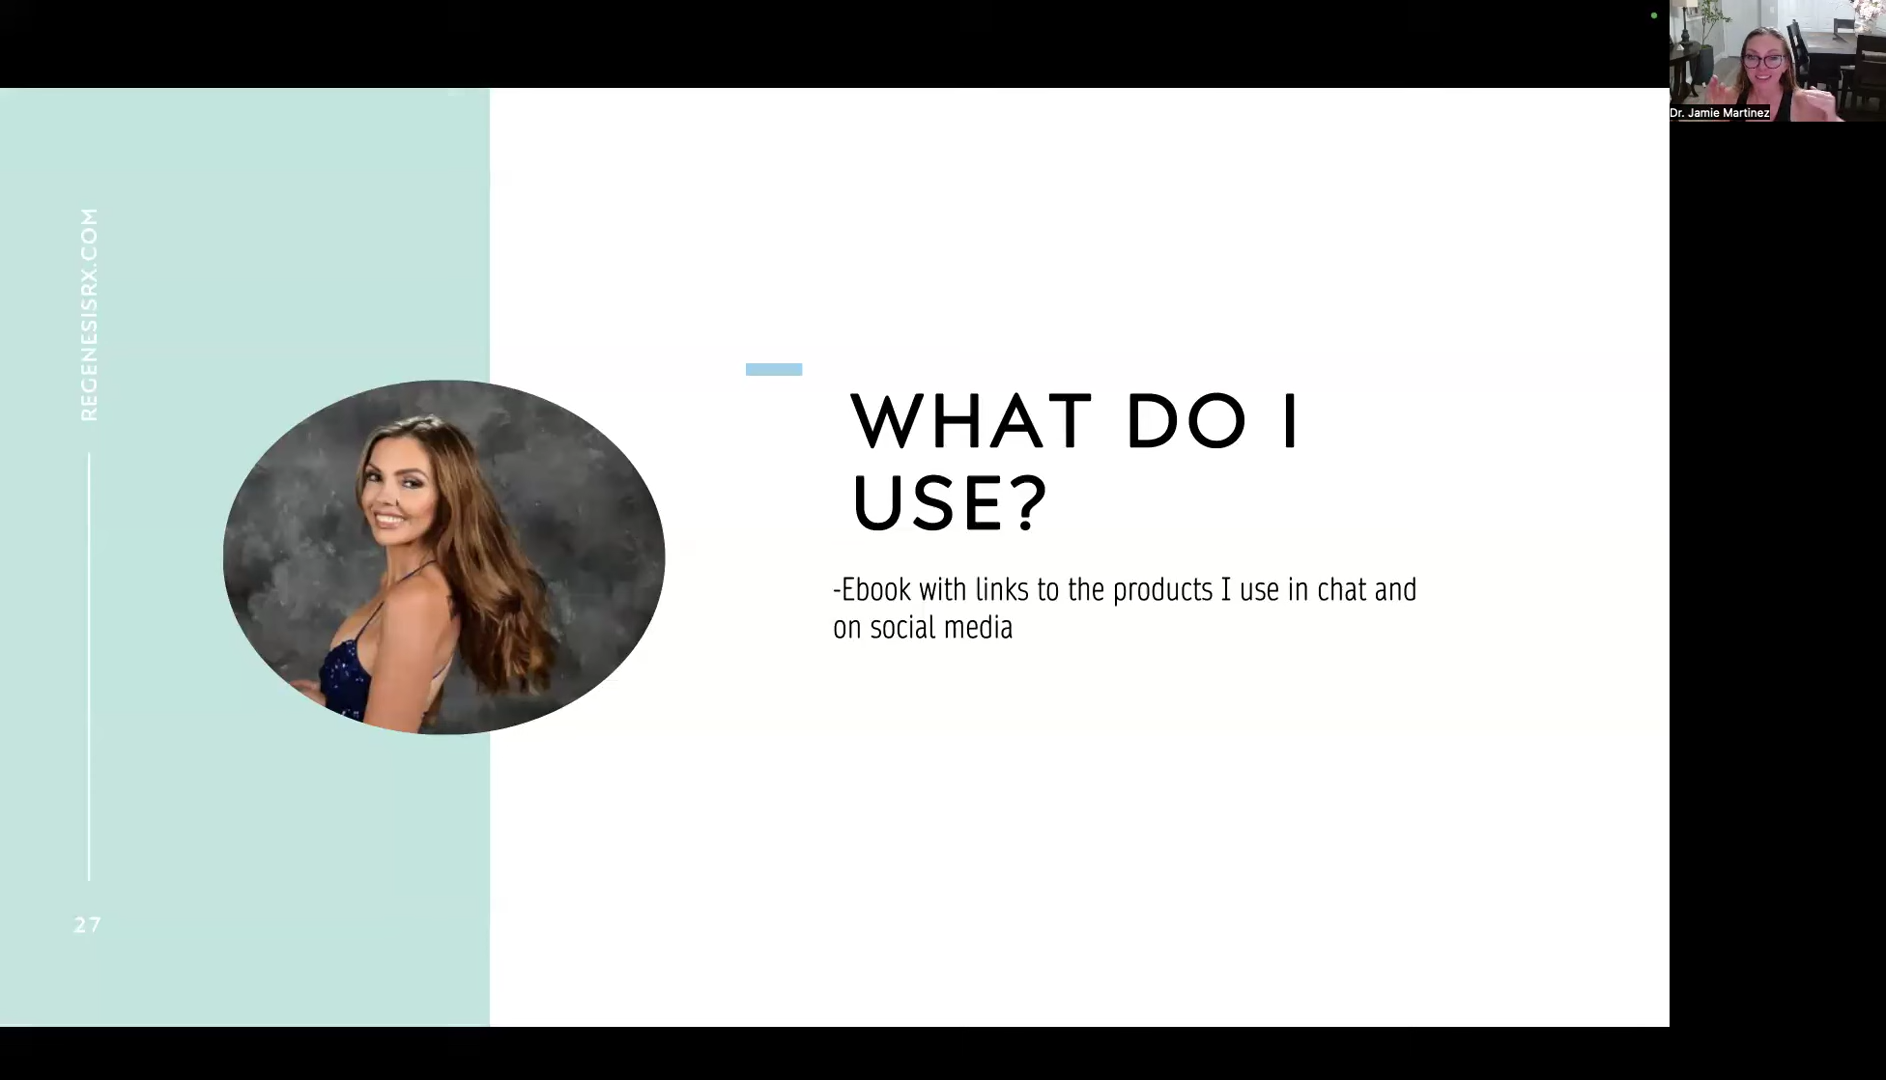 Dr. Jamie Martinez
REGENESISRX.COM
WHAT DO I
USE?
-Ebook with links to the products I use in chat and
on social media
27